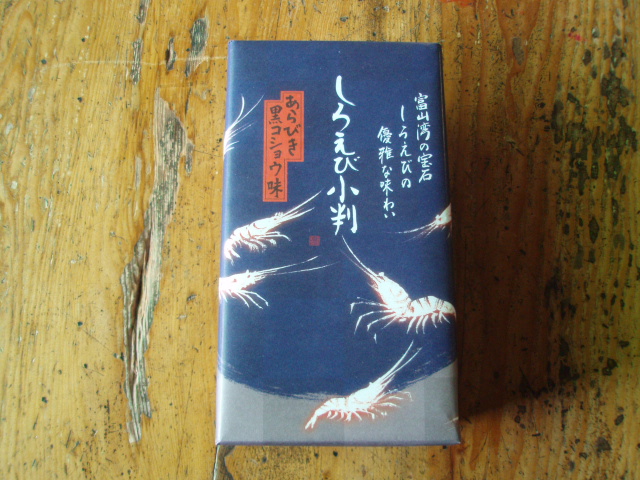 富山湾の宝石
しろえびの
優雅な味わい
しろえび小判
あらびき
黒コショウ味